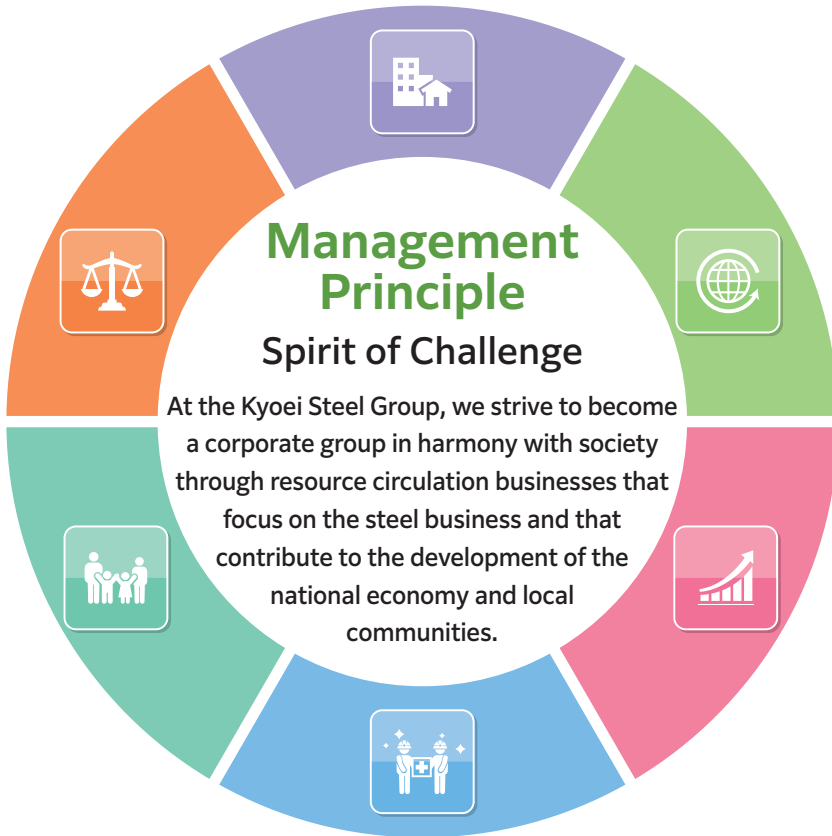 Management
Principle
Spirit of Challenge
At the Kyoei Steel Group, we strive to become
a corporate group in harmony with society
through resource circulation businesses that
focus on the steel business and that
contribute to the development of the
national economy and local
communities.